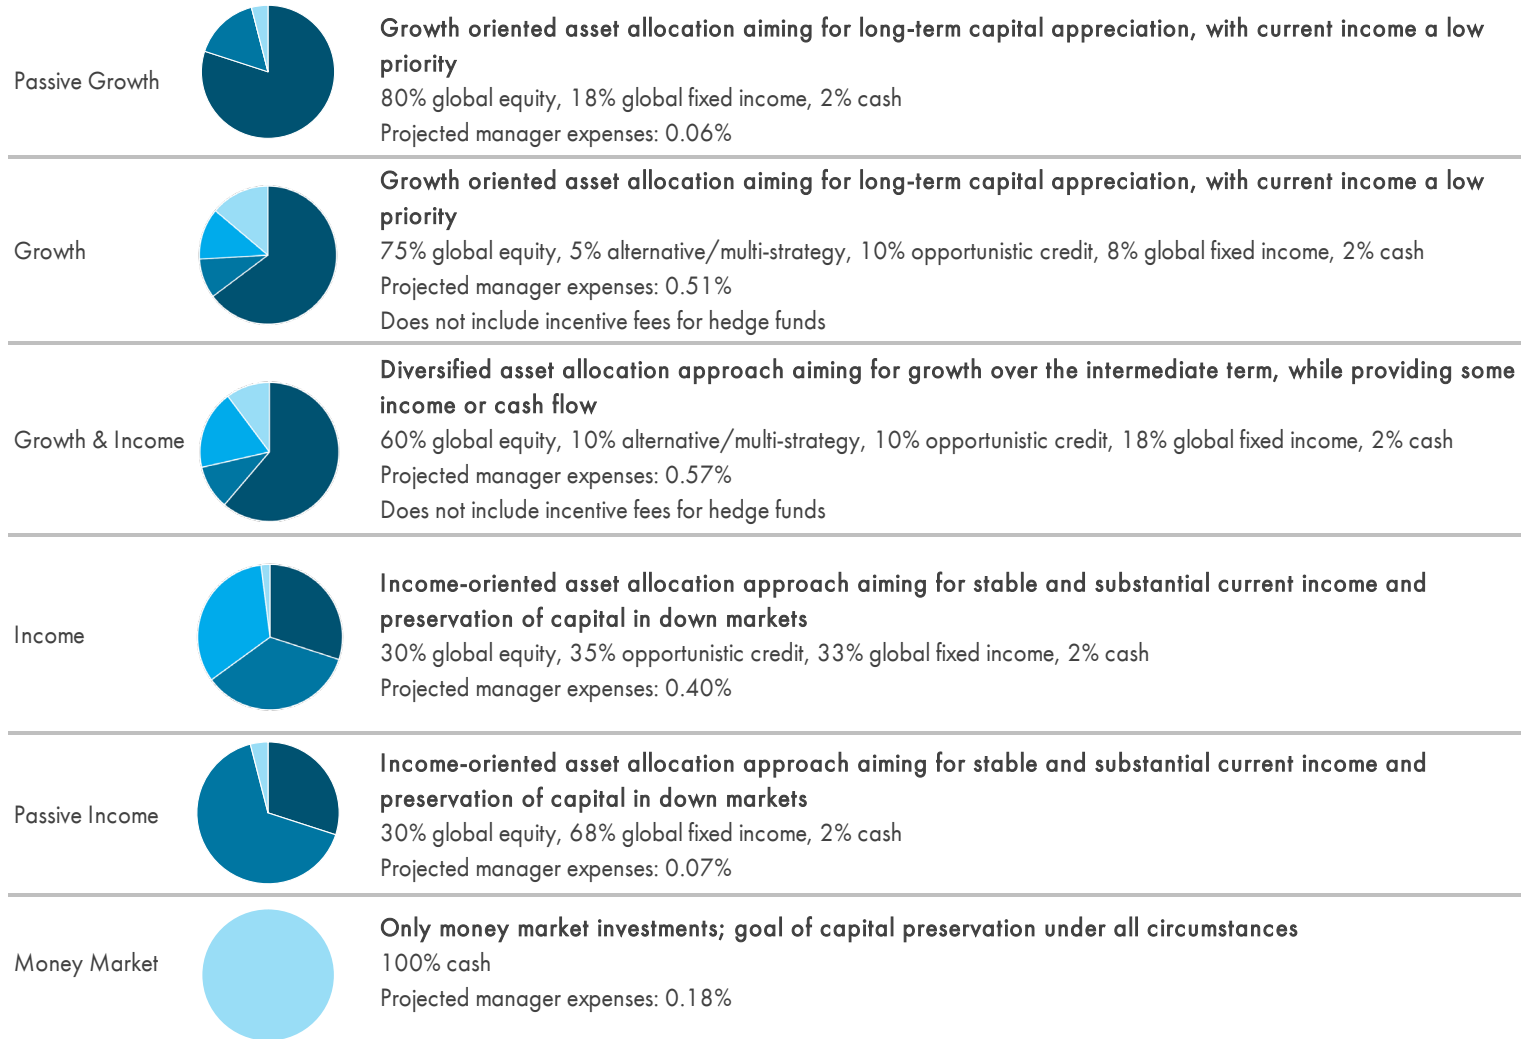 Passive Growth
Growth oriented asset allocation aiming for long-term capital appreciation, with current income a low
priority
80% global equity, 18% global fixed income, 2% cash
Projected manager expenses: 0.06%
Growth
Growth oriented asset allocation aiming for long-term capital appreciation, with current income a low
priority
75% global equity, 5% alternative/multi-strategy, 10% opportunistic credit, 8% global fixed income, 2% cash
Projected manager expenses: 0.51%
Does not include incentive fees for hedge funds
Growth & Income
Diversified asset allocation approach aiming for growth over the intermediate term, while providing some
income or cash flow
60% global equity, 10% alternative/multi-strategy, 10% opportunistic credit, 18% global fixed income, 2% cash
Projected manager expenses: 0.57%
Does not include incentive fees for hedge funds
Income
Income-oriented asset allocation approach aiming for stable and substantial current income and
preservation of capital in down markets
30% global equity, 35% opportunistic credit, 33% global fixed income, 2% cash
Projected manager expenses: 0.40%
Passive Income
Income-oriented asset allocation approach aiming for stable and substantial current income and
preservation of capital in down markets
30% global equity, 68% global fixed income, 2% cash
Projected manager expenses: 0.07%
Money Market
Only money market investments; goal of capital preservation under all circumstances
100% cash
Projected manager expenses: 0.18%